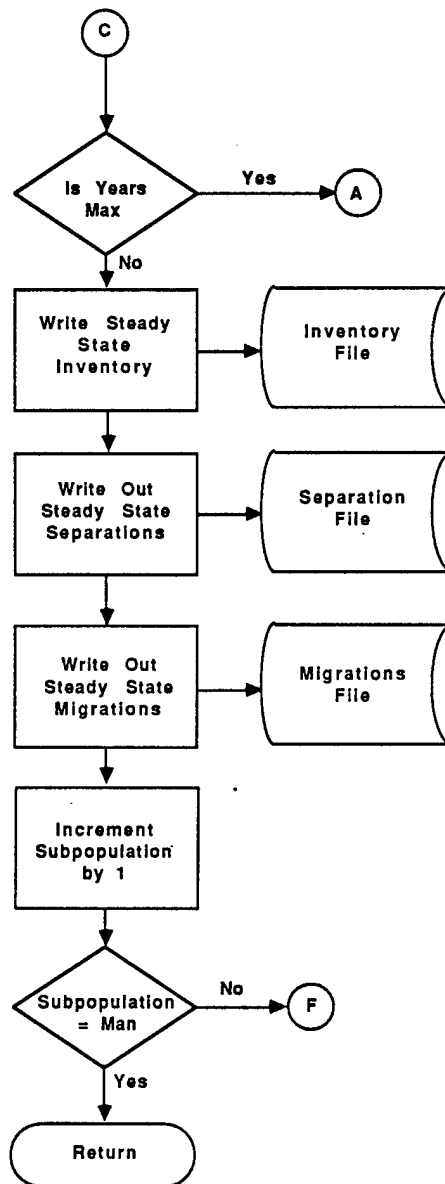 C
Is Years
Max
Yes
A
No
Write Steady
State
Inventory
Inventory
File
Write Out
Steady State
Separations
Separation
File
Write Out
Steady State
Migrations
Migrations
File
Increment
Subpopulation
by 1
Subpopulation
= Man
No
F
Yes
Return